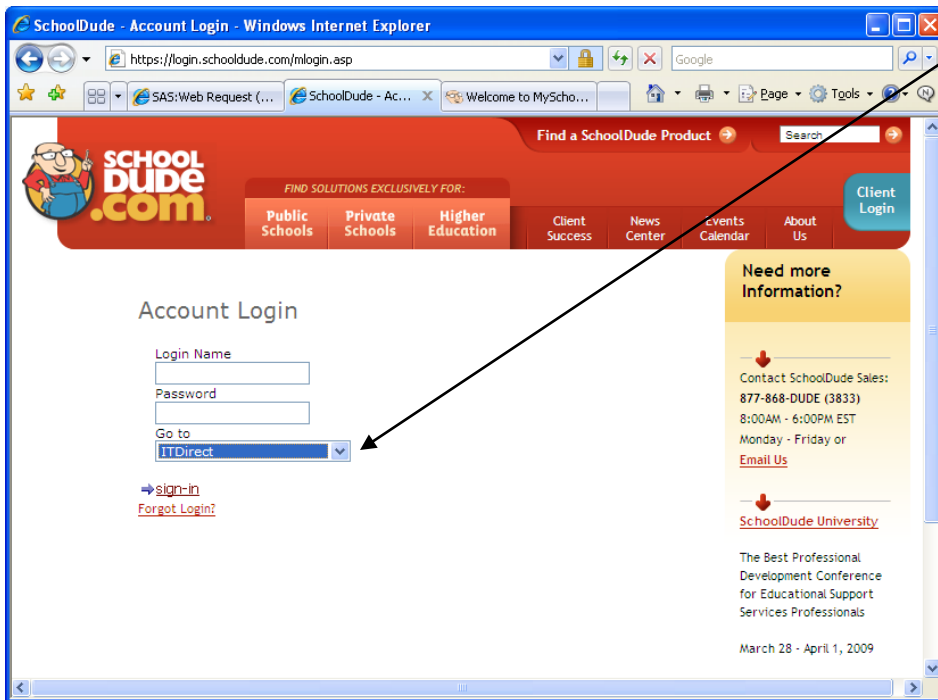 SchoolDude - Account Login - Windows Internet Explorer
https://login.schooldude.com/mlogin.asp
Google
SAS:Web Request (...
SchoolDude - Ac...
Welcome to MyScho...
Page
Tools
Find a SchoolDude Product
Search
SCHOOL
DUDE
.COM
FIND SOLUTIONS EXCLUSIVELY FOR:
Public Schools
Private Schools
Higher Education
Client Success
News Center
Events Calendar
About Us
Client Login
Account Login
Login Name
Password
Go to
ITDirect
sign-in
Forgot Login?
Need more
Information?
Contact SchoolDude Sales:
877-868-DUDE (3833)
8:00AM - 6:00PM EST
Monday - Friday or
Email Us
SchoolDude University
The Best Professional
Development Conference
for Educational Support
Services Professionals
March 28 - April 1, 2009